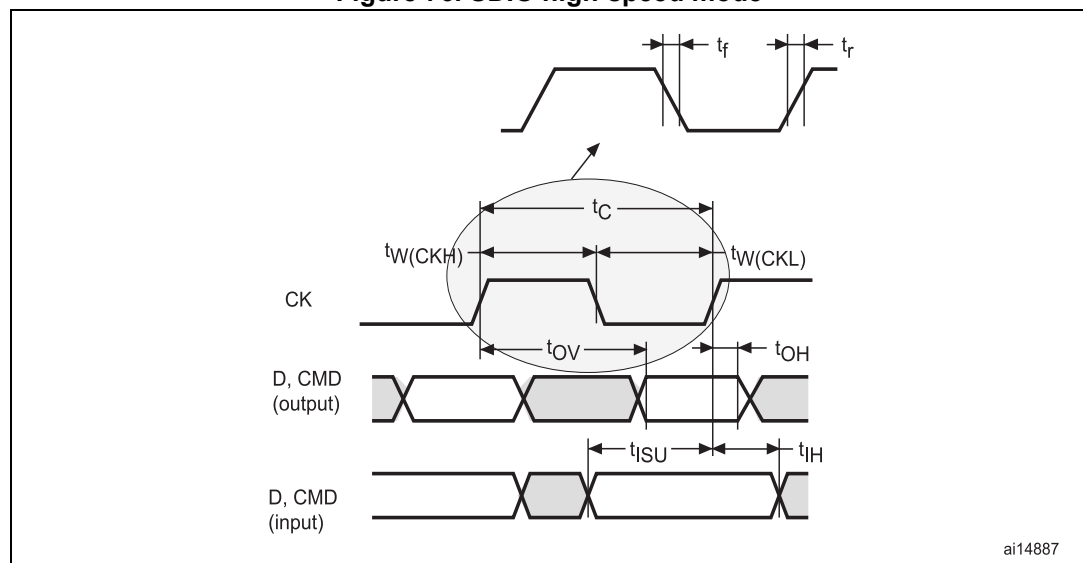 Figure 76. SDIO high-speed mode
tf
tr
tC
tW(CKH)
tW(CKL)
CK
tOV
tOH
D, CMD
(output)
tISU
tIH
D, CMD
(input)
ai14887